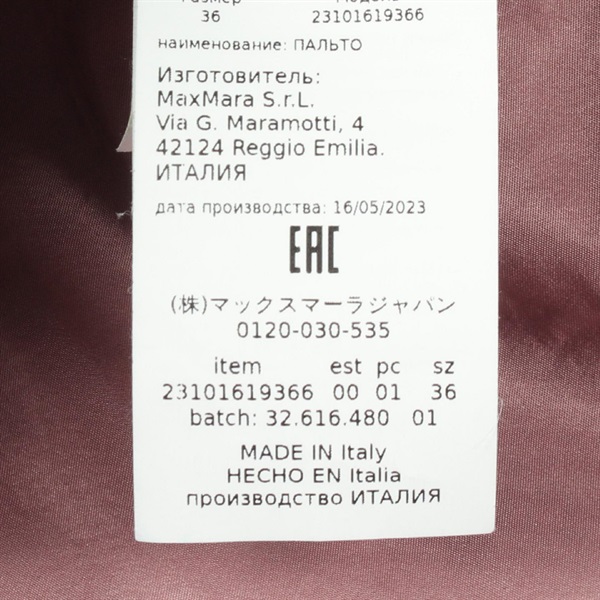 Размер Модель
36 23101619366
наименование: ПАЛЬТО
Изготовитель:
MaxMara S.r.L.
Via G. Maramotti, 4
42124 Reggio Emilia.
ИТАЛИЯ
дата производства: 16/05/2023
EAC
(株)マックスマーラジャパン
0120-030-535
item est pc sz
23101619366 00 01 36
batch: 32.616.480 01
MADE IN Italy
HECHO EN Italia
производство ИТАЛИЯ